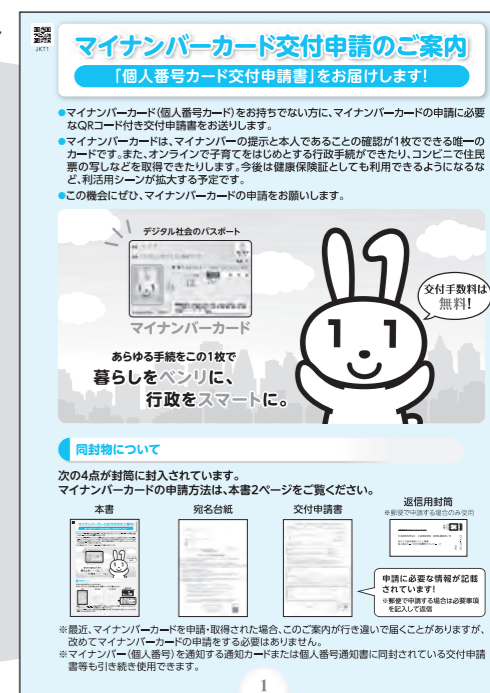 JKT1
マイナンバーカード交付申請のご案内
「個人番号カード交付申請書」をお届けします!
●マイナンバーカード(個人番号カード)をお持ちでない方に、マイナンバーカードの申請に必要
なQRコード付き交付申請書をお送りします。
●マイナンバーカードは、マイナンバーの提示と本人であることの確認が1枚でできる唯一の
カードです。また、オンラインで子育てをはじめとする行政手続ができたり、コンビニで住民
票の写しなどを取得できたりします。今後は健康保険証としても利用できるようになるな
ど、利活用シーンが拡大する予定です。
●この機会にぜひ、マイナンバーカードの申請をお願いします。
デジタル社会のパスポート
マイナンバーカード
交付手数料は
無料!
あらゆる手続をこの1枚で
暮らしをベンリに、
行政をスマートに。
同封物について
次の4点が封筒に封入されています。
マイナンバーカードの申請方法は、本書2ページをご覧ください。
本書
宛名台紙
交付申請書
返信用封筒
※郵便で申請する場合のみ使用
申請に必要な情報が記載
されています!
※郵便で申請する場合は必要事項
を記入して返信
※最近、マイナンバーカードを申請・取得された場合、このご案内が行き違いで届くことがありますが、
改めてマイナンバーカードの申請をする必要はありません。
※マイナンバー(個人番号)を通知する通知カードまたは個人番号通知書に同封されている交付申請
書等も引き続き使用できます。
1